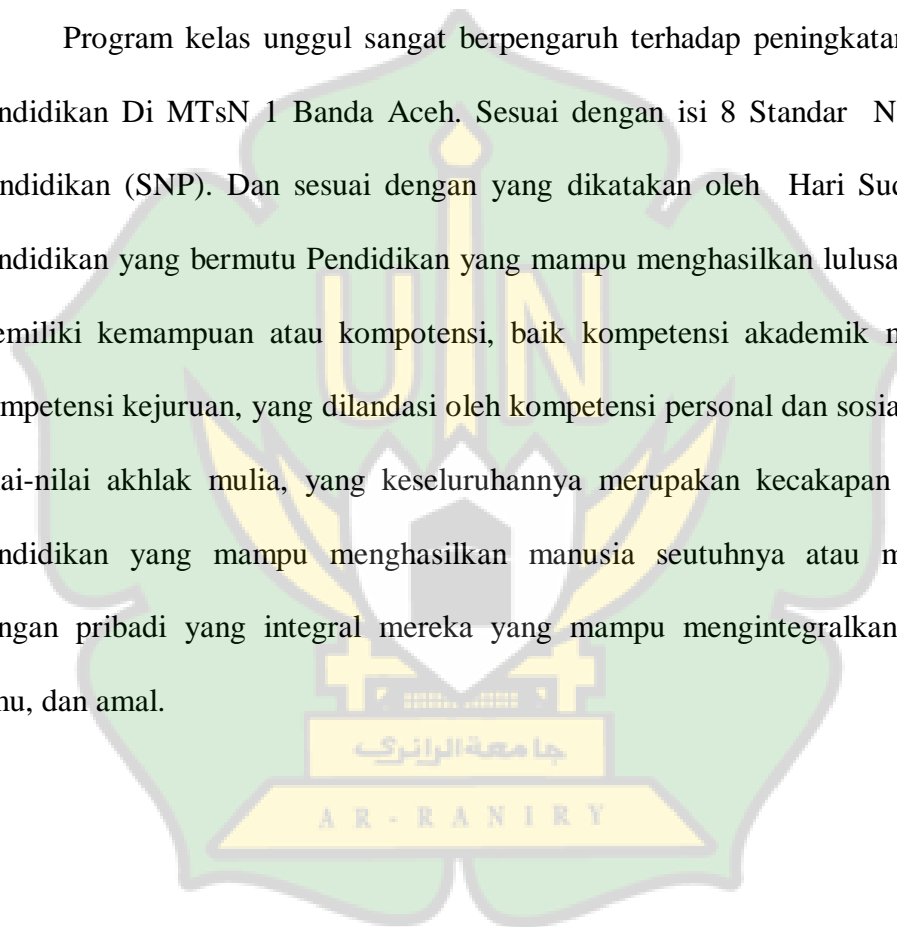 Program kelas unggul sangat berpengaruh terhadap peningkatan
ndidikan Di MTsN 1 Banda Aceh. Sesuai dengan isi 8 Standar N
ndidikan (SNP). Dan sesuai dengan yang dikatakan oleh Hari
ndidikan yang bermutu Pendidikan yang mampu menghasilkan lulusa
emiliki kemampuan atau kompotensi, baik kompetensi akademik
mpetensi kejuruan, yang dilandasi oleh kompetensi personal dan sosia
ai-nilai akhlak mulia, yang keseluruhannya merupakan kecakapan
ndidikan yang mampu menghasilkan manusia seutuhnya atau m
ngan pribadi yang integral mereka yang mampu mengintegralkan
nu, dan amal.
UIN
جامعة الرانري
AR-RANIRY